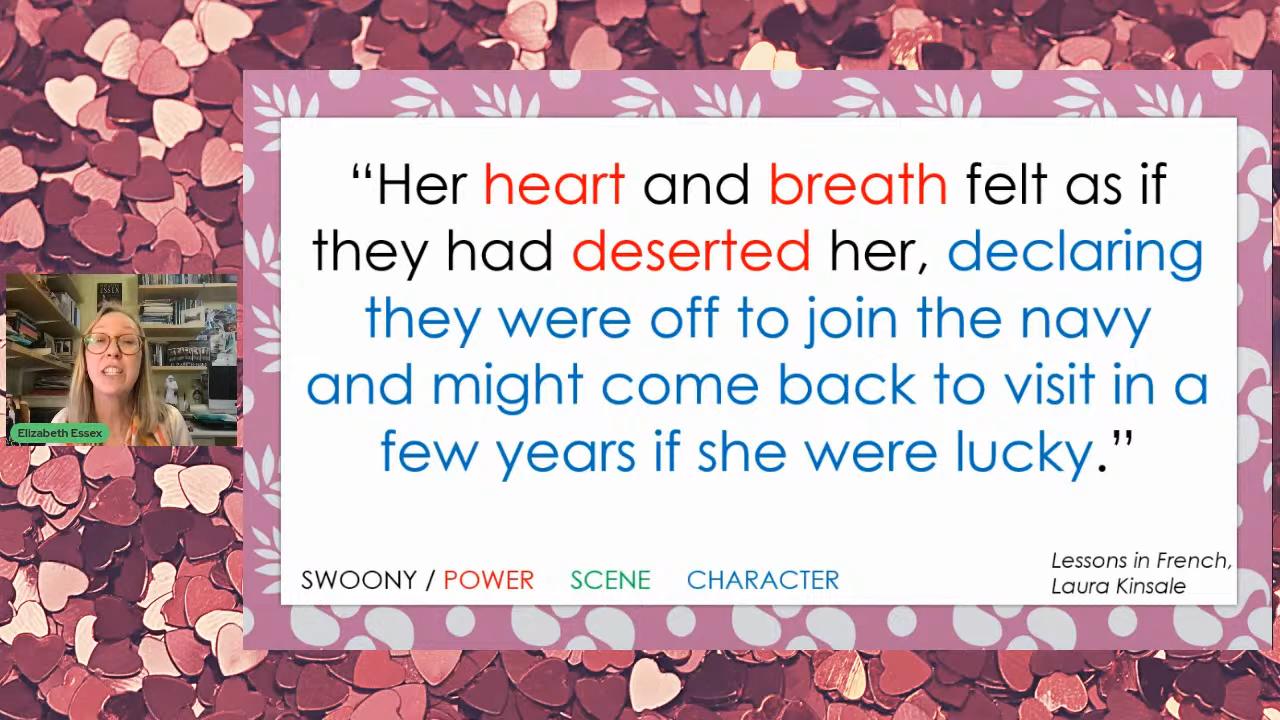 “Her heart and breath felt as if
they had deserted her, declaring
they were off to join the navy
and might come back to visit in a
few years if she were lucky.”
SWOONY / POWER SCENE CHARACTER
Lessons in French,
Laura Kinsale
Elizabeth Essex